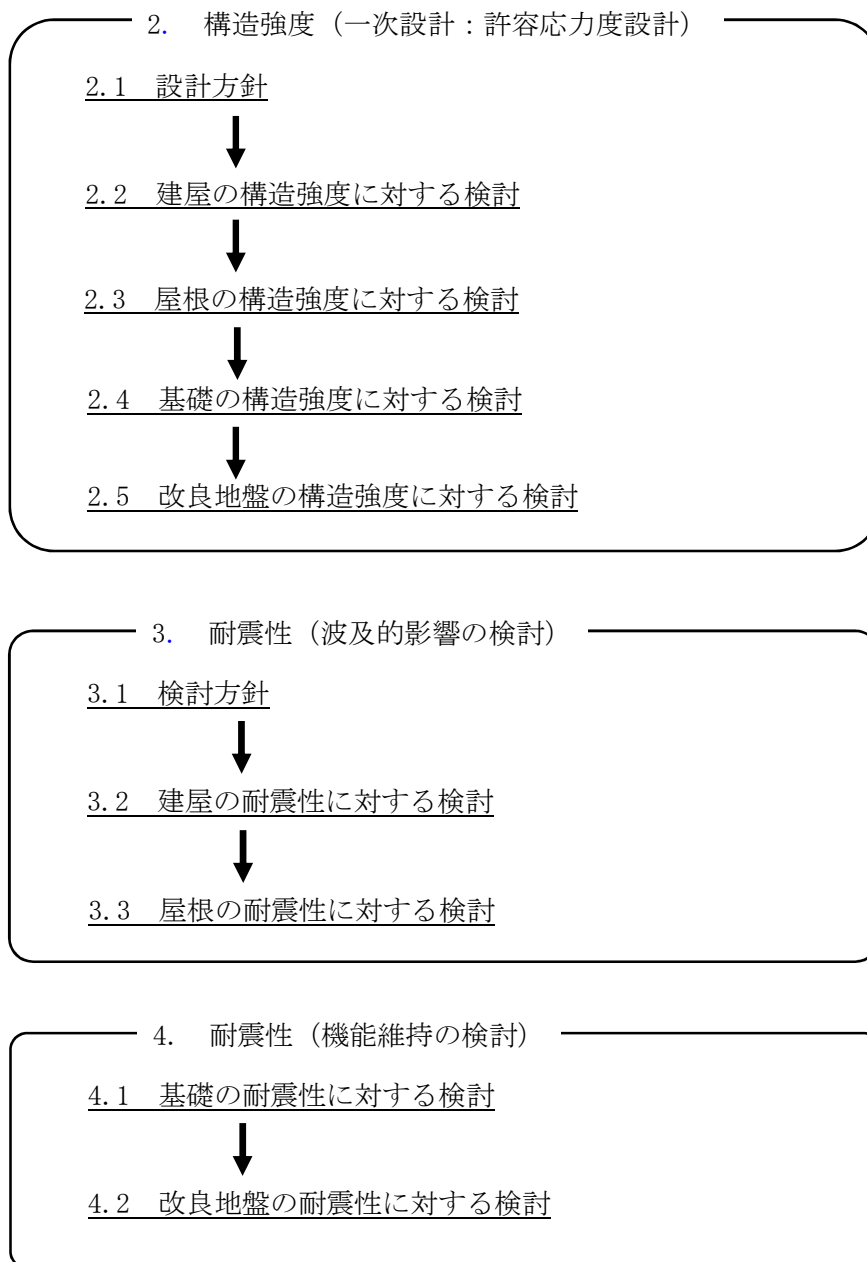 2. 構造強度（一次設計：許容応力度設計）
2.1 設計方針
2.2 建屋の構造強度に対する検討
2.3 屋根の構造強度に対する検討
2.4 基礎の構造強度に対する検討
2.5 改良地盤の構造強度に対する検討
3. 耐震性（波及的影響の検討）
3.1 検討方針
3.2 建屋の耐震性に対する検討
3.3 屋根の耐震性に対する検討
4. 耐震性（機能維持の検討）
4.1 基礎の耐震性に対する検討
4.2 改良地盤の耐震性に対する検討